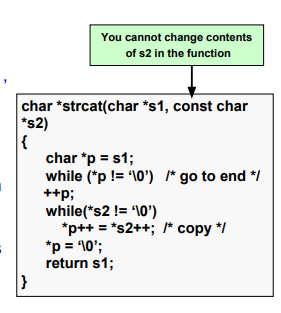 You cannot change contents
of s2 in the function
,
char *strcat(char *s1, const char
*s2)
{
char *p = s1;
while (*p != ‘\0’) /* go to end */
++p;
while(*s2 != ‘\0’)
*p++ = *s2++; /* copy */
*p = ‘\0’;
return s1;
}